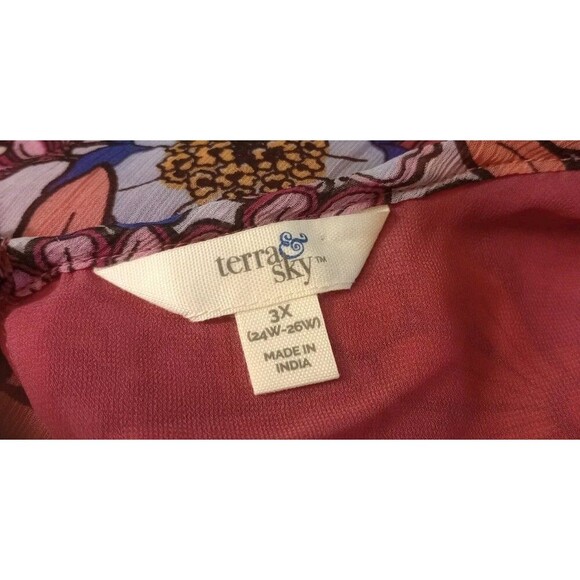 terra &
sky™
3X
(24W-26W)
MADE IN
INDIA